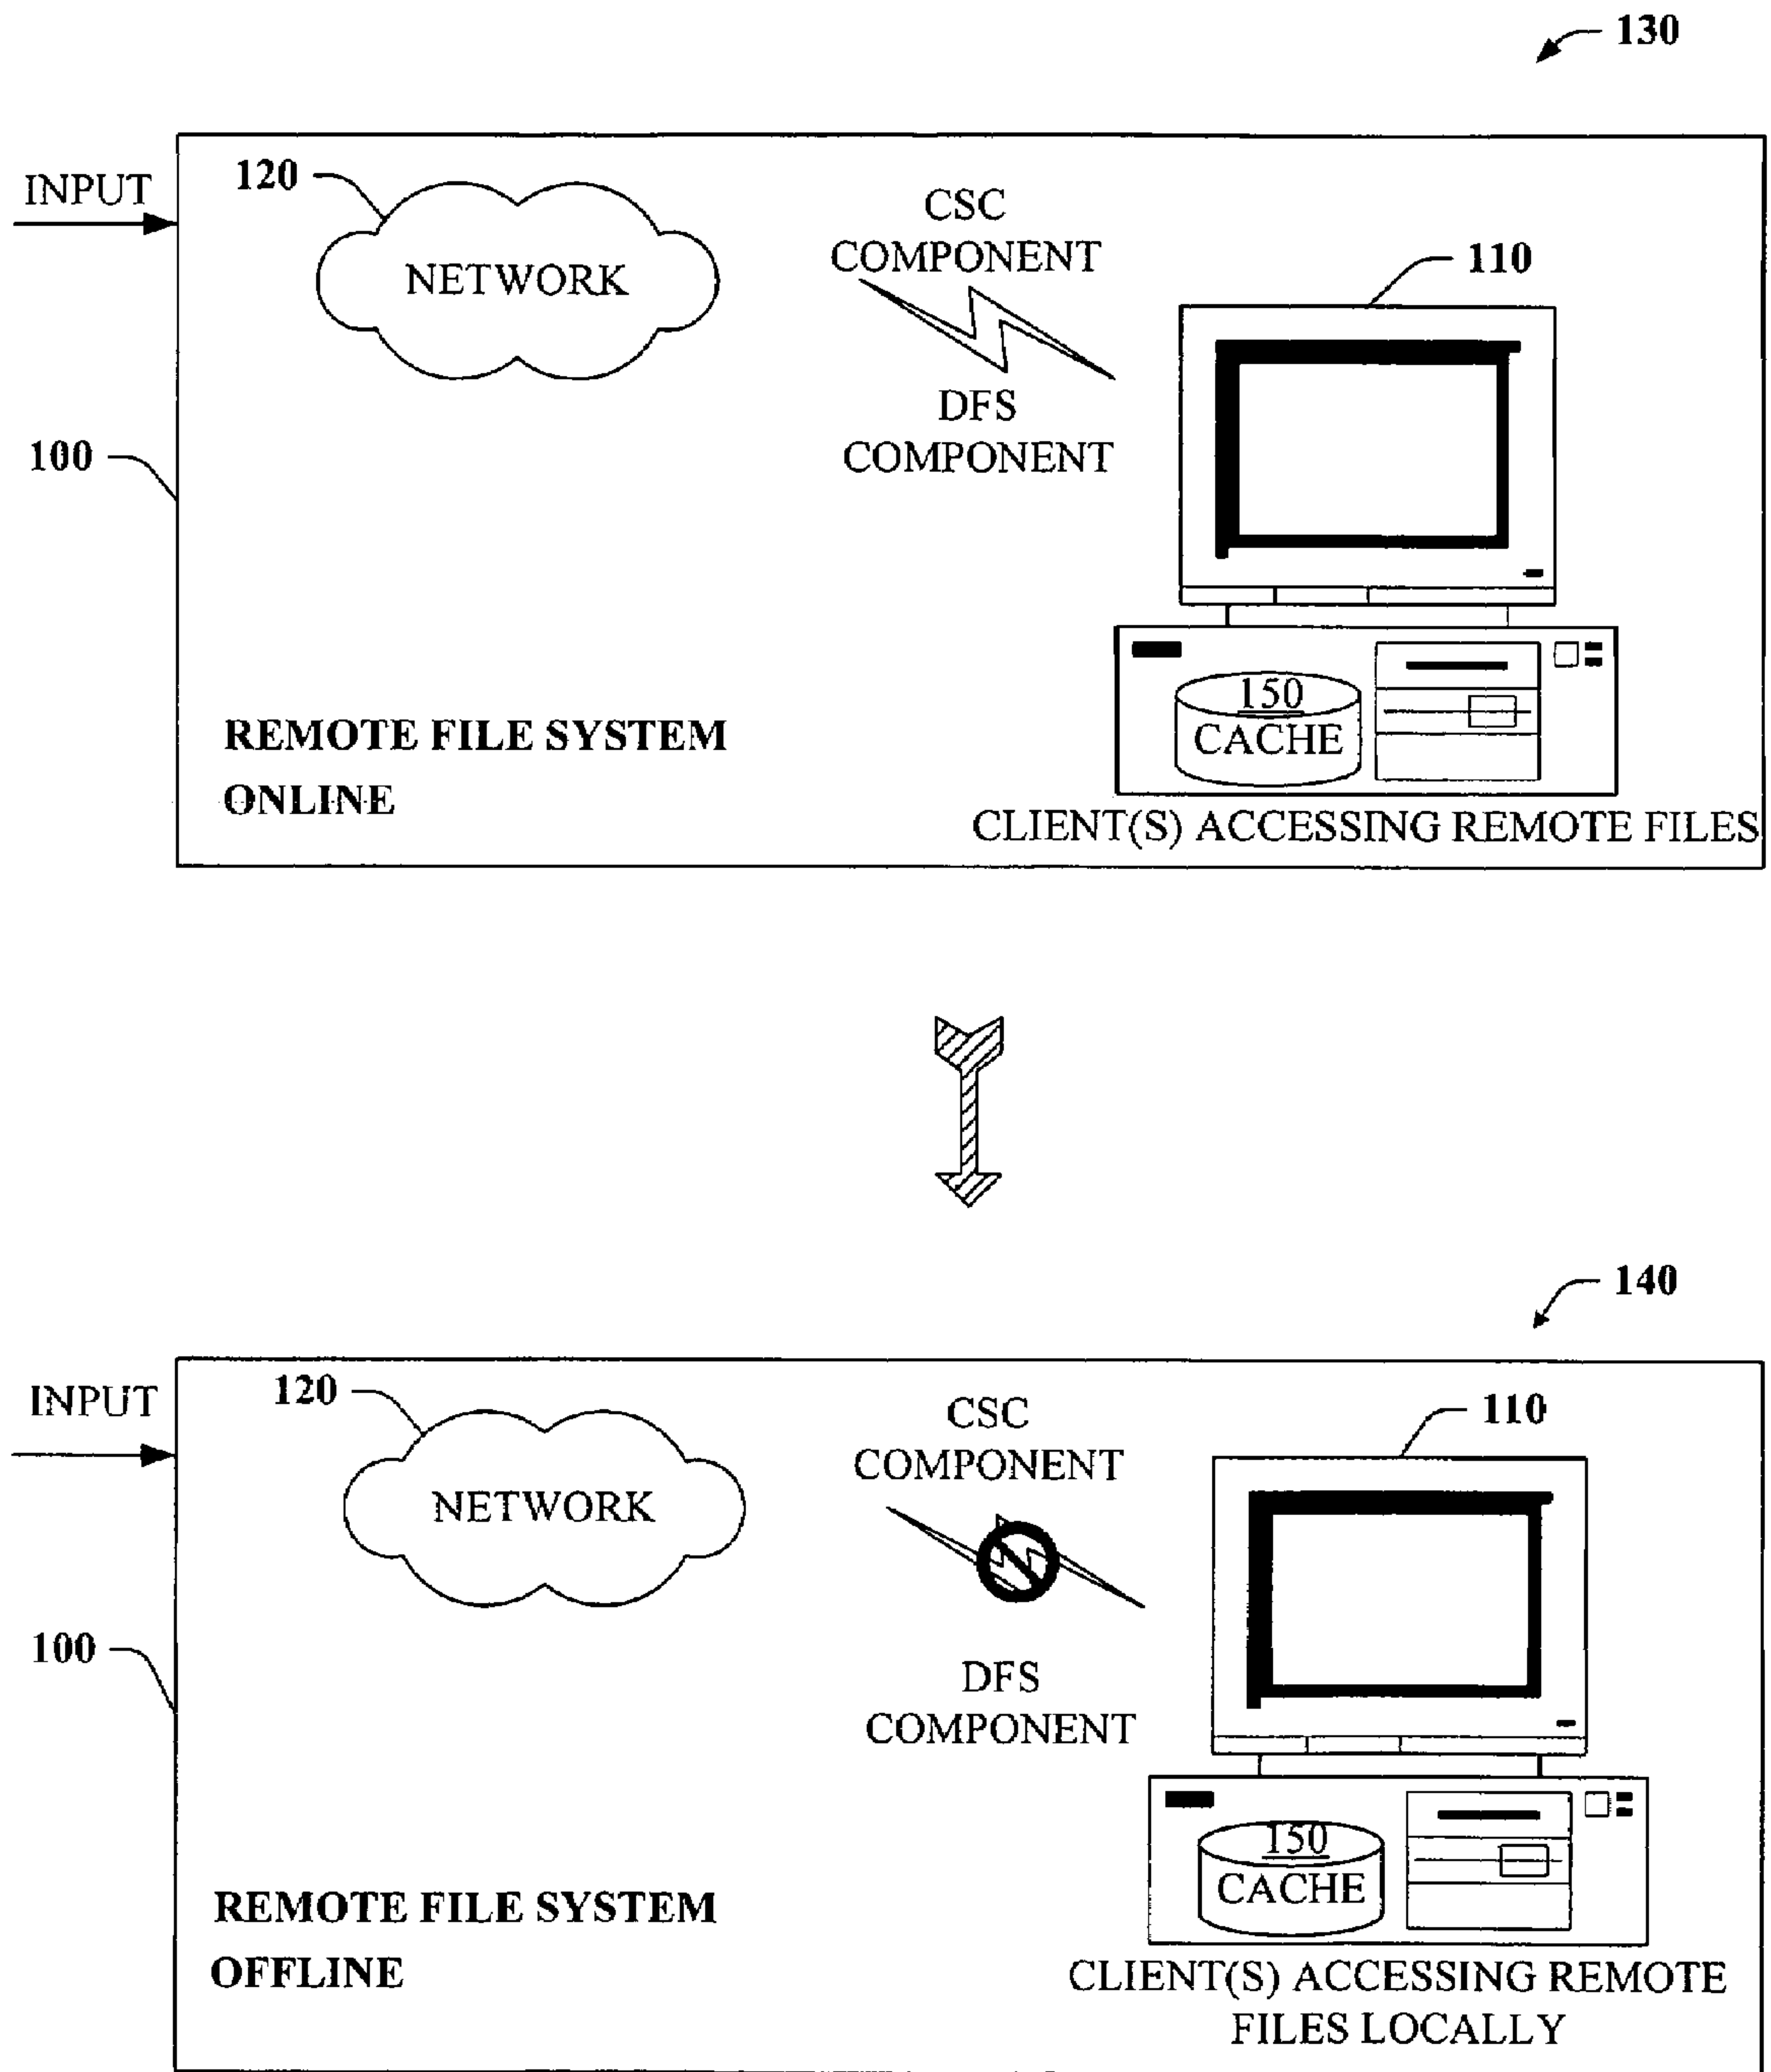 130
INPUT
120
NETWORK
CSC
COMPONENT
110
DFS
COMPONENT
100
150
CACHE
REMOTE FILE SYSTEM
ONLINE
CLIENT(S) ACCESSING REMOTE FILES
140
INPUT
120
NETWORK
CSC
COMPONENT
110
DFS
COMPONENT
100
150
CACHE
REMOTE FILE SYSTEM
OFFLINE
CLIENT(S) ACCESSING REMOTE
FILES LOCALLY